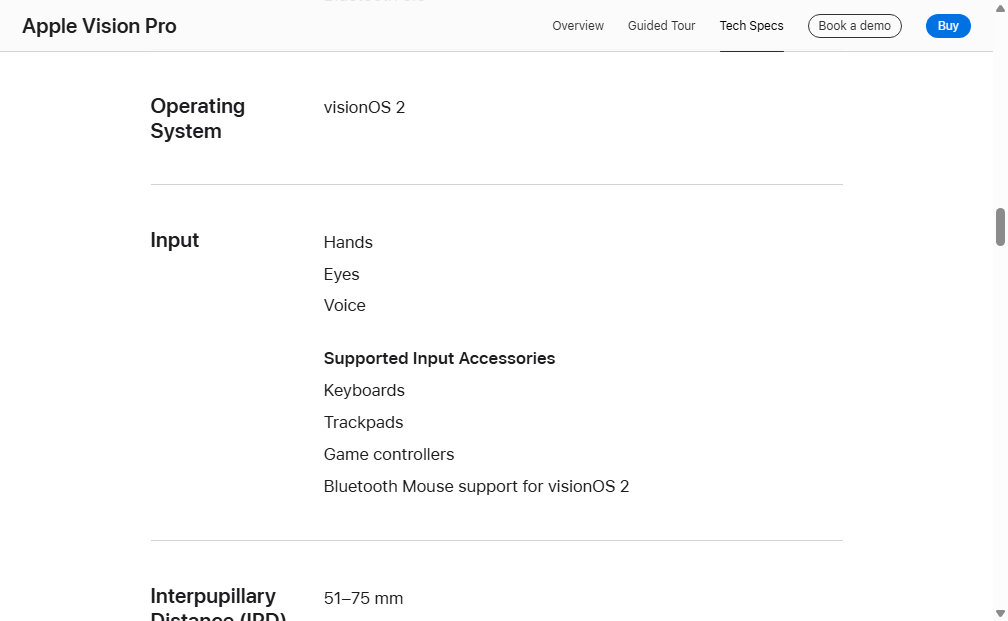 Apple Vision Pro
Overview
Guided Tour
Tech Specs
Book a demo
Buy
Operating
System
visionOS 2
Input
Hands
Eyes
Voice
Supported Input Accessories
Keyboards
Trackpads
Game controllers
Bluetooth Mouse support for visionOS 2
Interpupillary
Distance (IPD)
51–75 mm